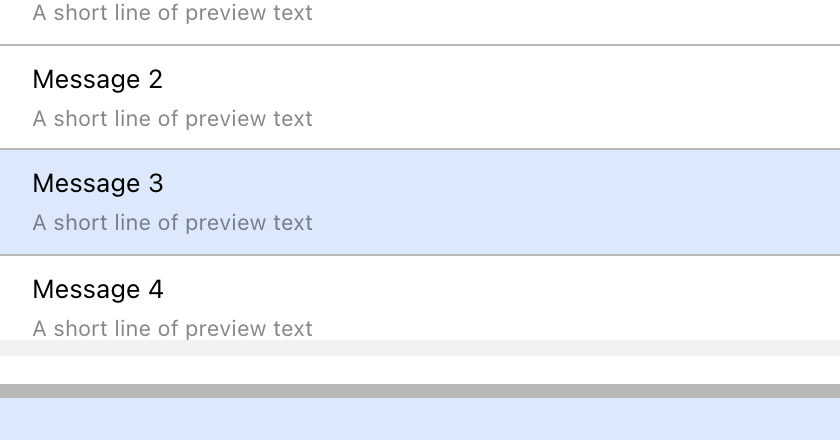 A short line of preview text
Message 2
A short line of preview text
Message 3
A short line of preview text
Message 4
A short line of preview text